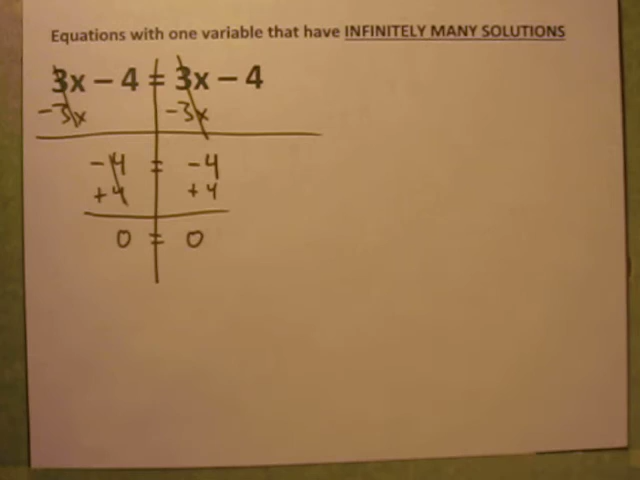 Equations with one variable that have INFINITELY MANY SOLUTIONS
3x – 4 = 3x – 4
-3x -3x
-4 = -4
+4 +4
0 = 0